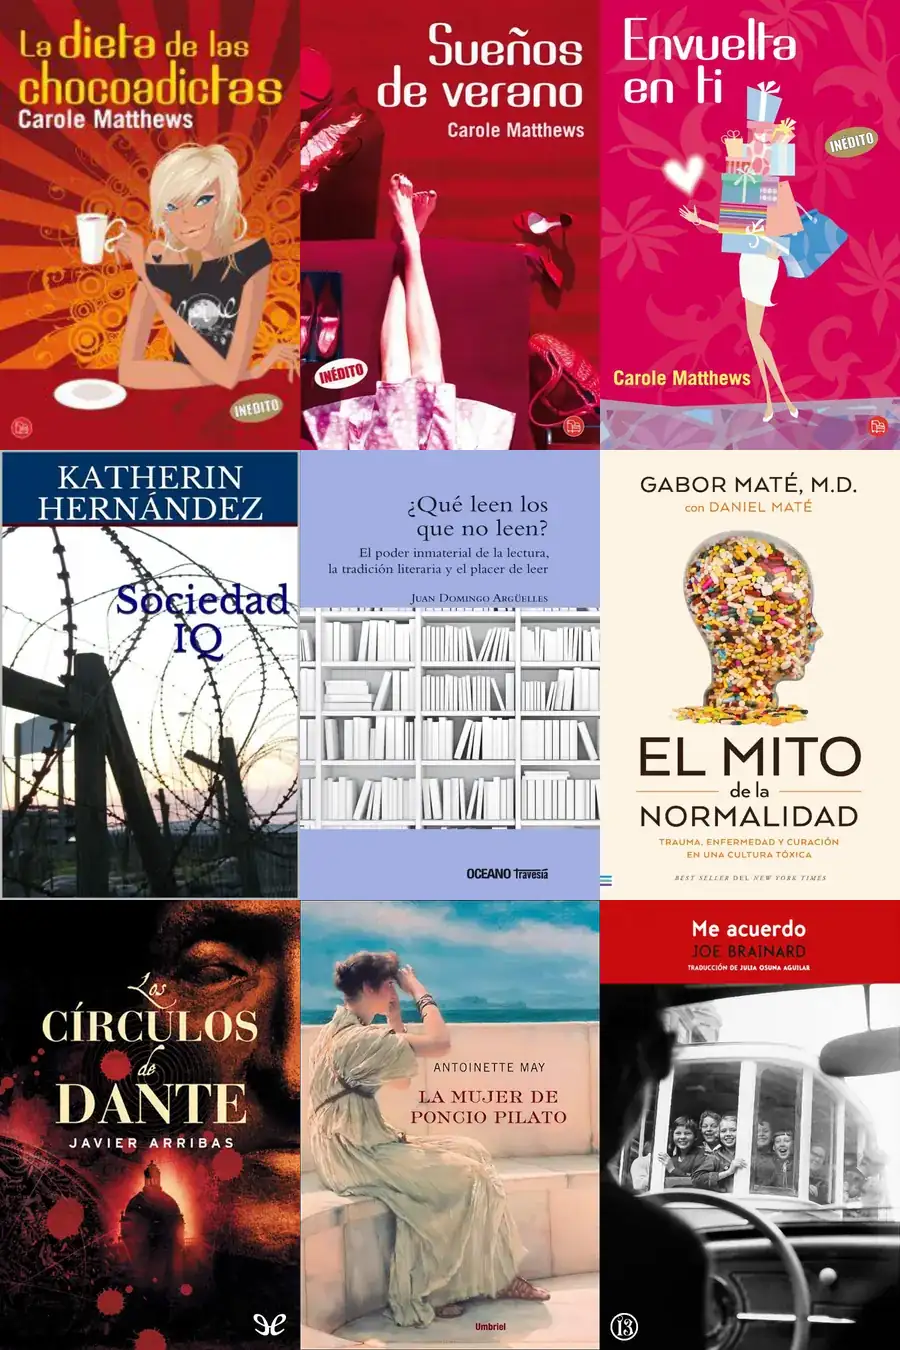 La dieta de las
chocoadictas
Carole Matthews
INÉDITO
Sueños
de verano
Carole Matthews
INÉDITO
Envuelta
en ti
INÉDITO
Carole Matthews
KATHERIN
HERNÁNDEZ
Sociedad
IQ
¿Qué leen los
que no leen?
El poder inmaterial de la lectura,
la tradición literaria y el placer de leer
JUAN DOMINGO ARGÜELLES
OCEANO travesía
GABOR MATÉ, M.D.
con DANIEL MATÉ
EL MITO
de la
NORMALIDAD
TRAUMA, ENFERMEDAD Y CURACIÓN
EN UNA CULTURA TÓXICA
BEST SELLER DEL NEW YORK TIMES
Los
CÍRCULOS
de
DANTE
JAVIER ARRIBAS
ANTOINETTE MAY
LA MUJER DE
PONCIO PILATO
Umbriel
Me acuerdo
JOE BRAINARD
TRADUCCIÓN DE JULIA OSUNA AGUILAR
13